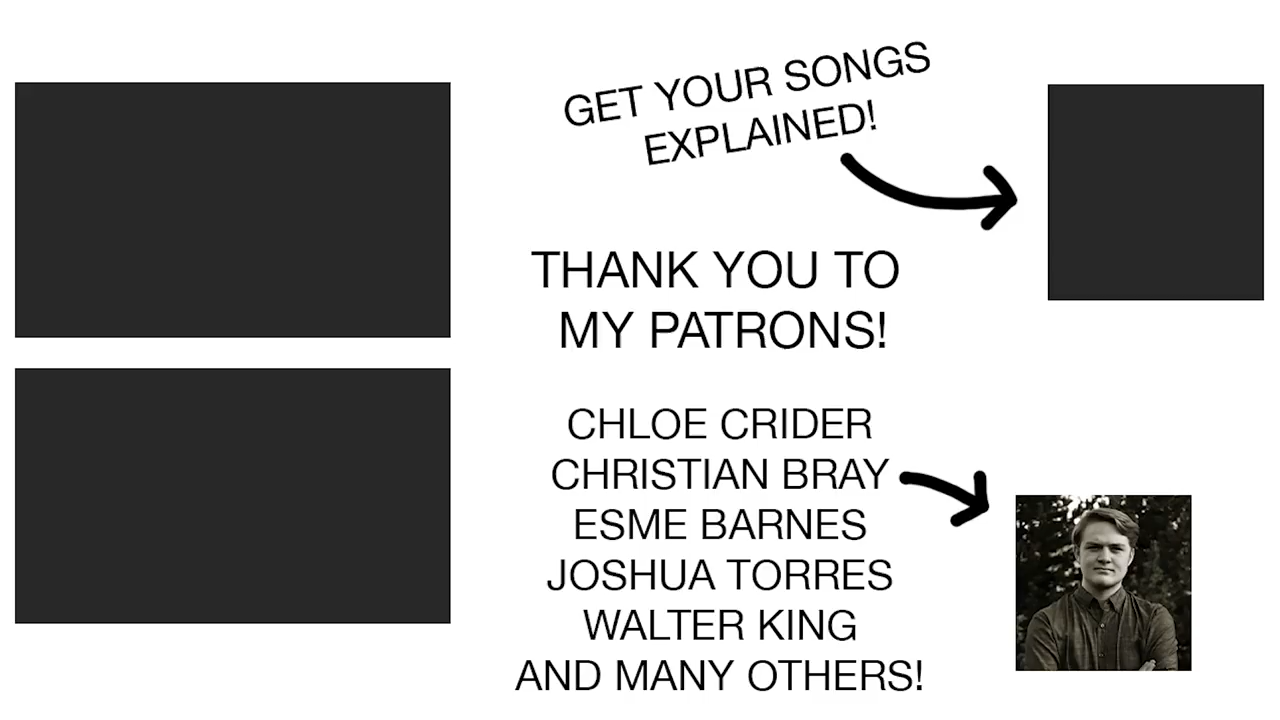 GET YOUR SONGS
EXPLAINED!
THANK YOU TO
MY PATRONS!
CHLOE CRIDER
CHRISTIAN BRAY
ESME BARNES
JOSHUA TORRES
WALTER KING
AND MANY OTHERS!